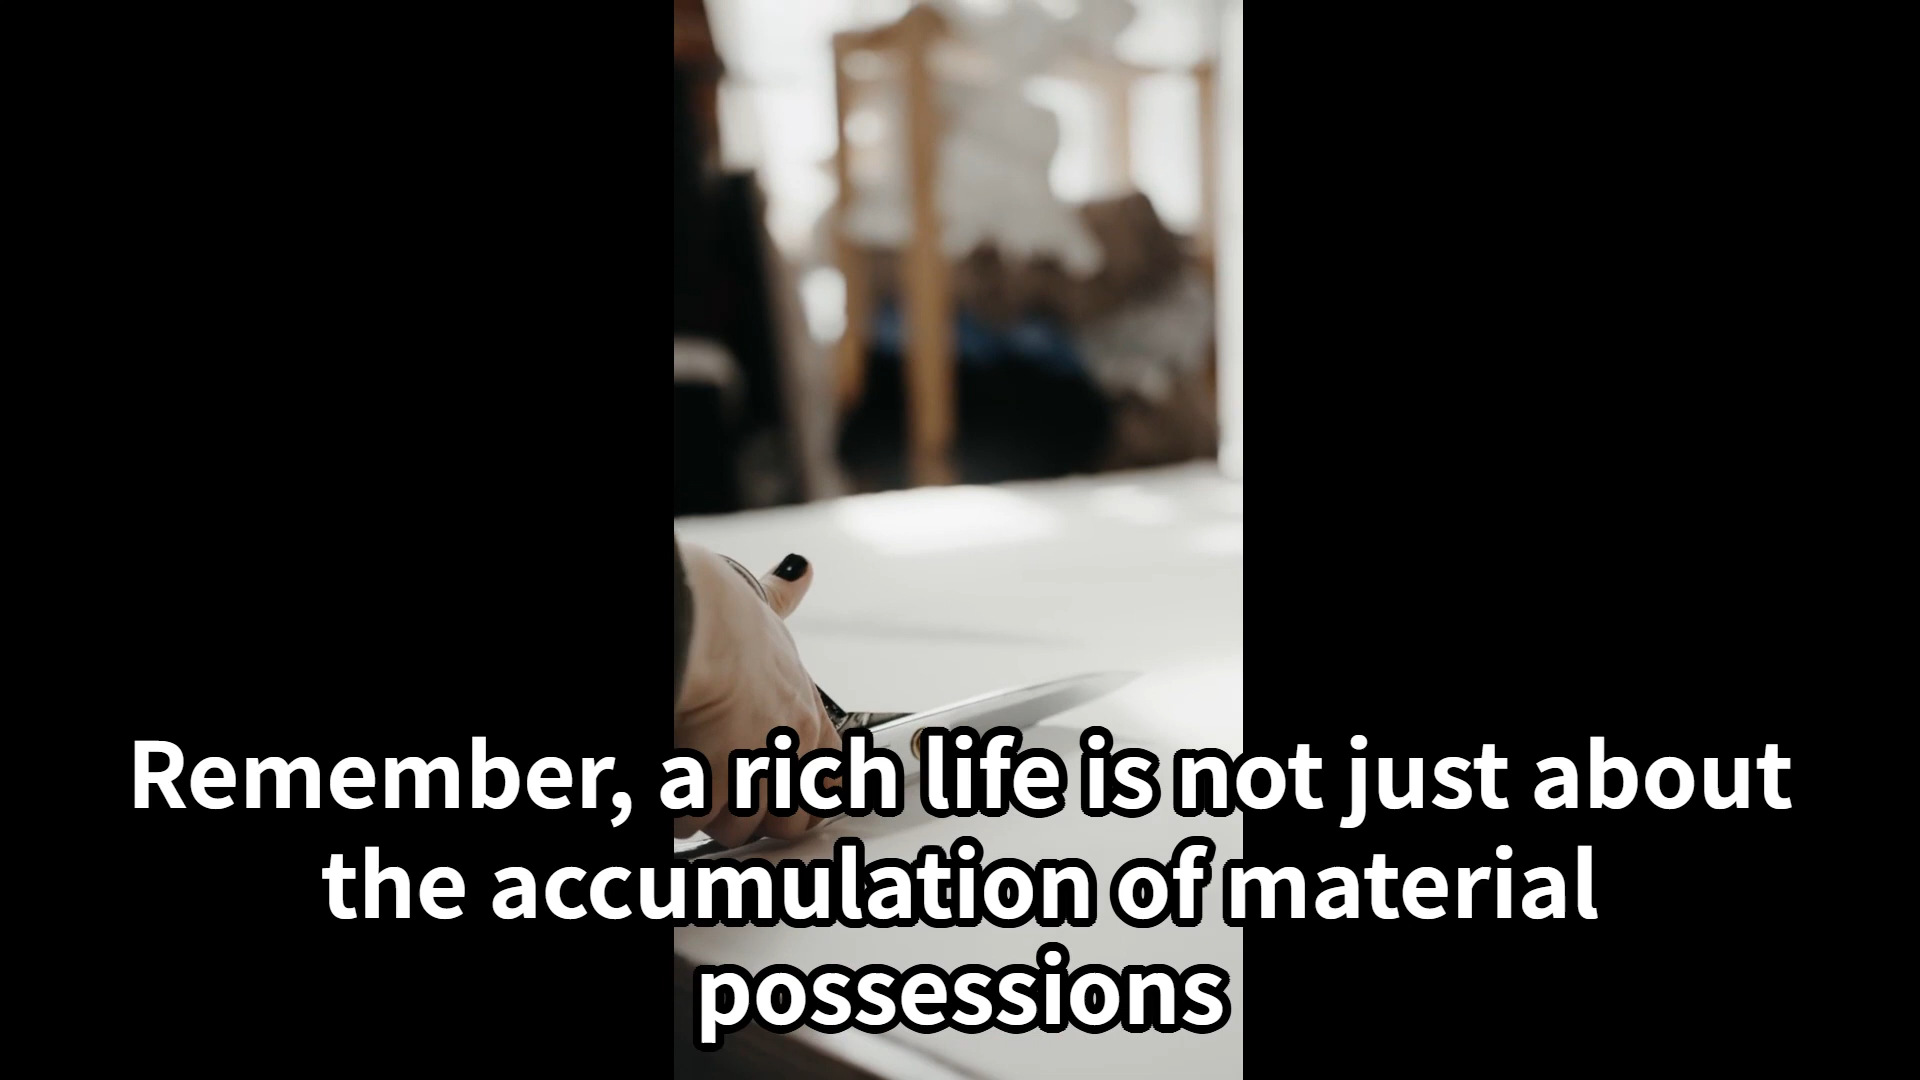 Remember, a rich life is not just about
the accumulation of material
possessions